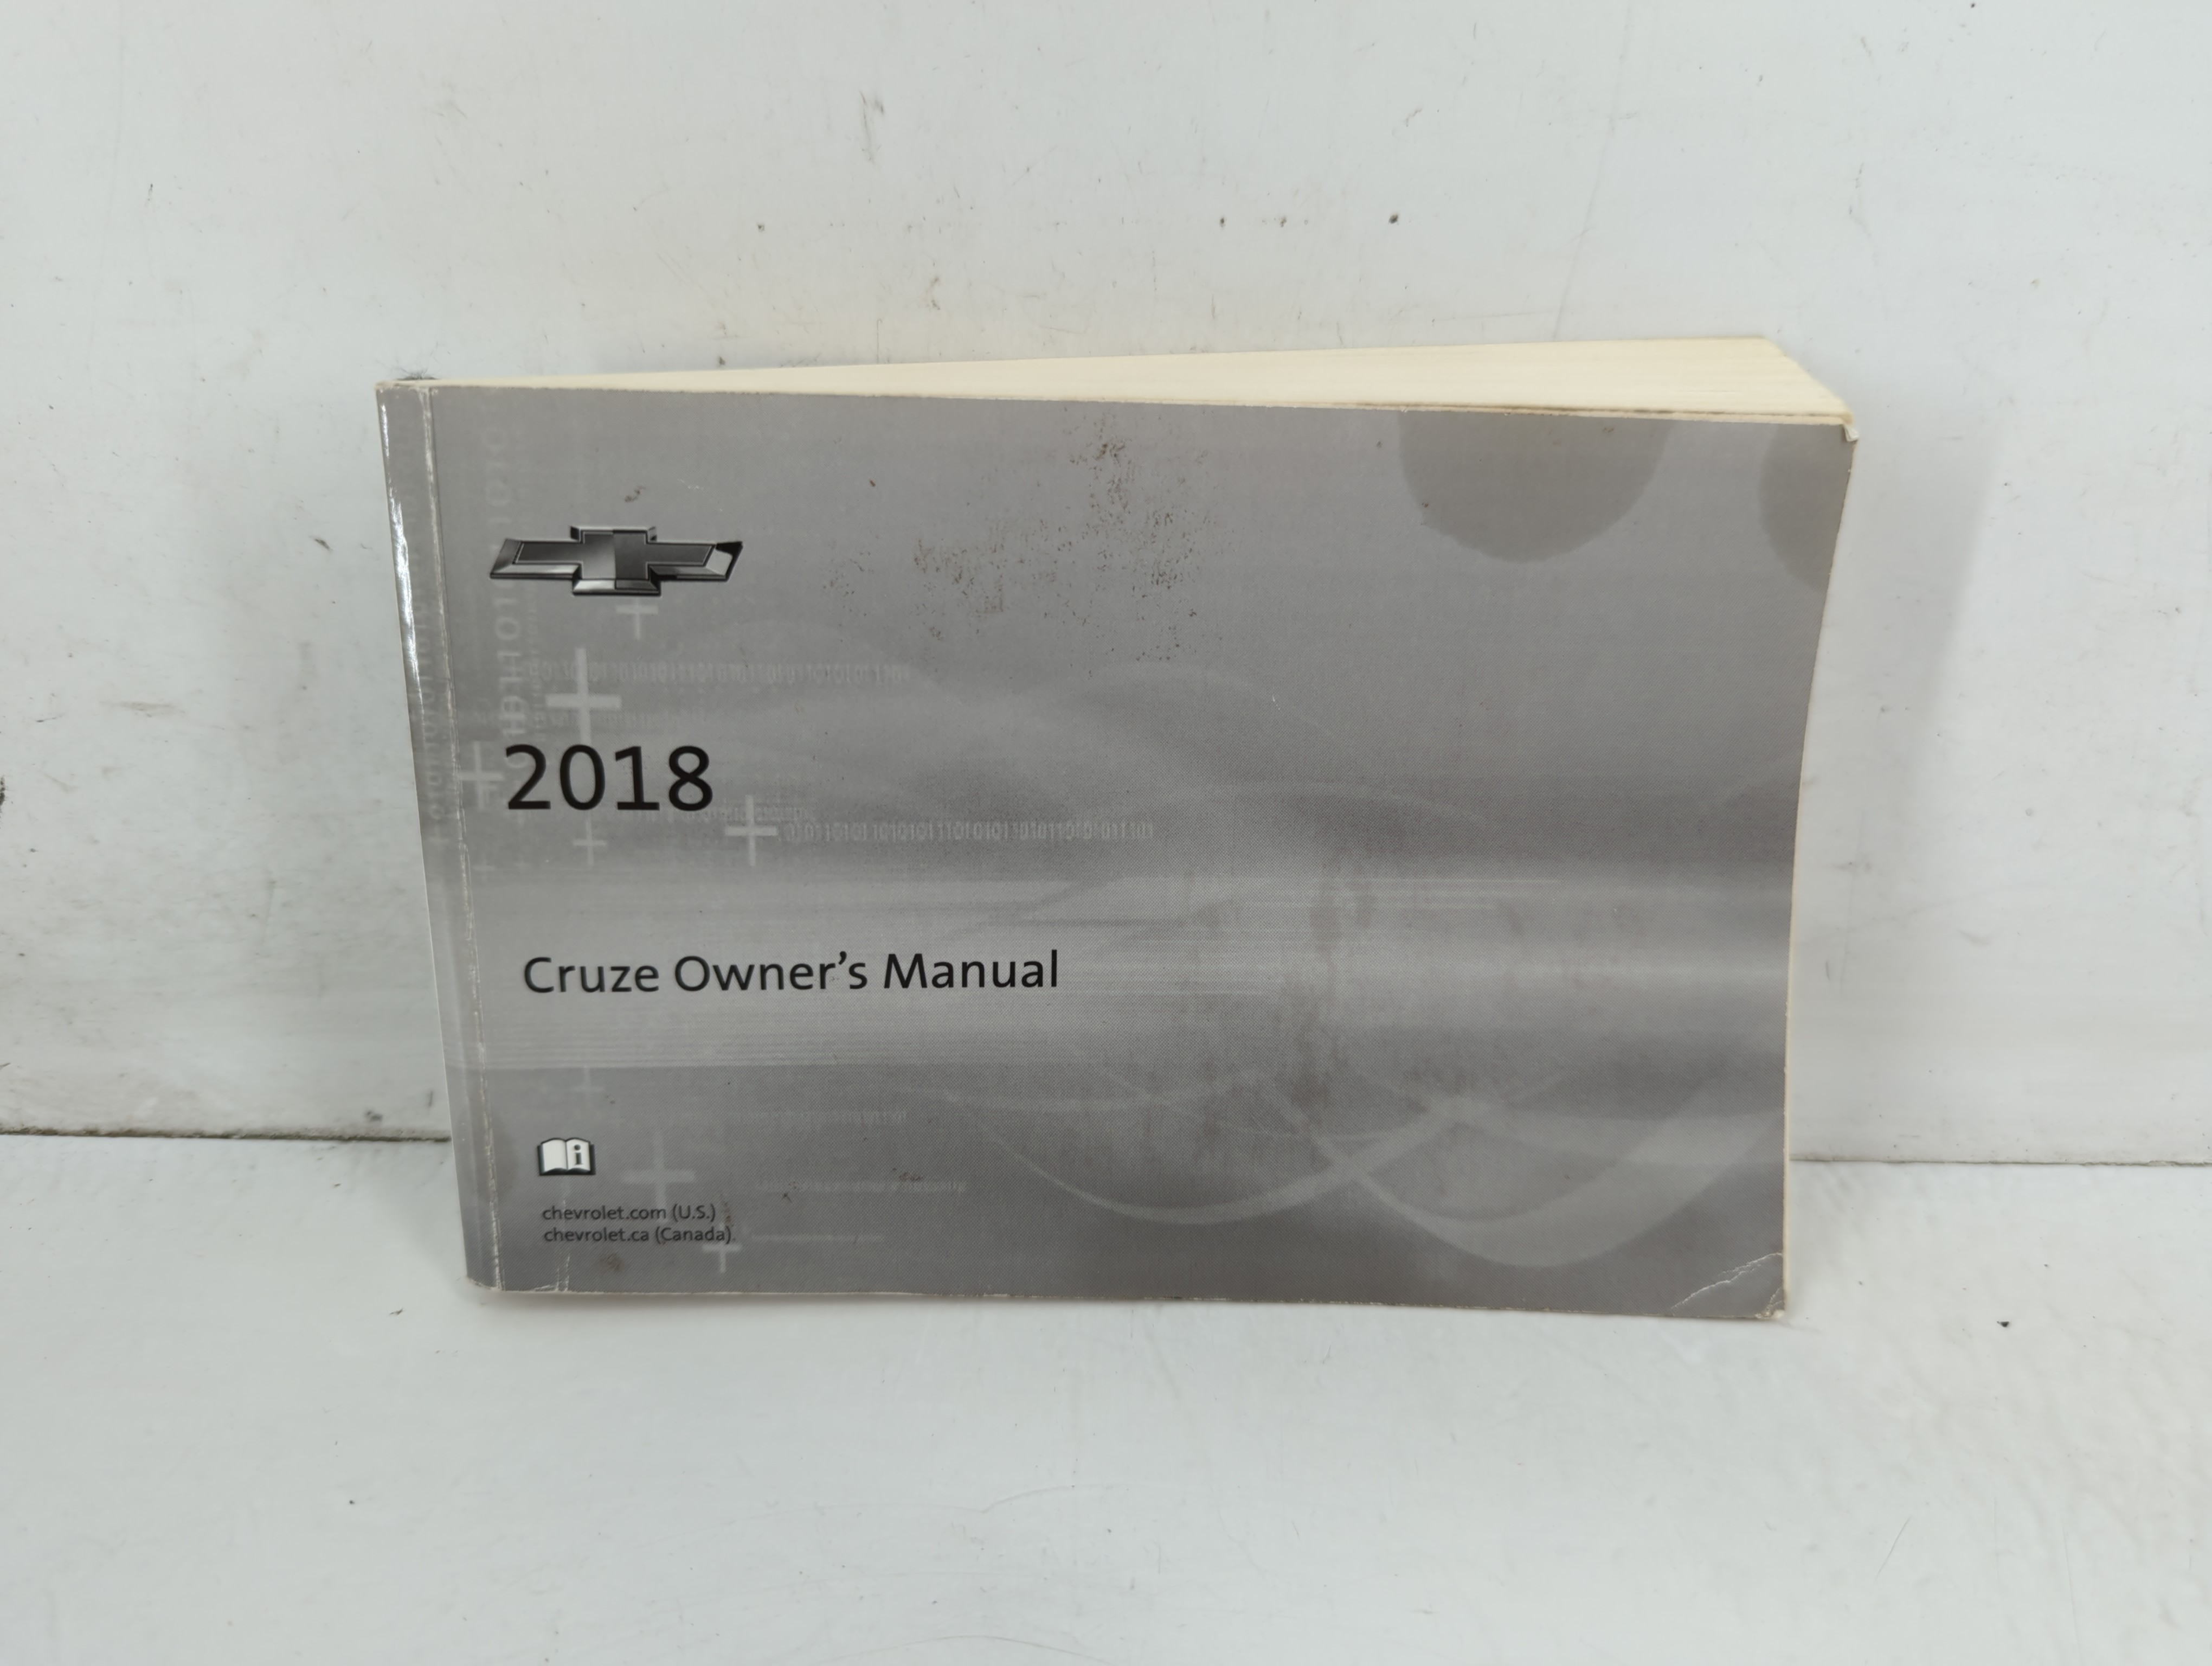 2018
Cruze Owner's Manual
i
chevrolet.com (U.S.)
chevrolet.ca (Canada)